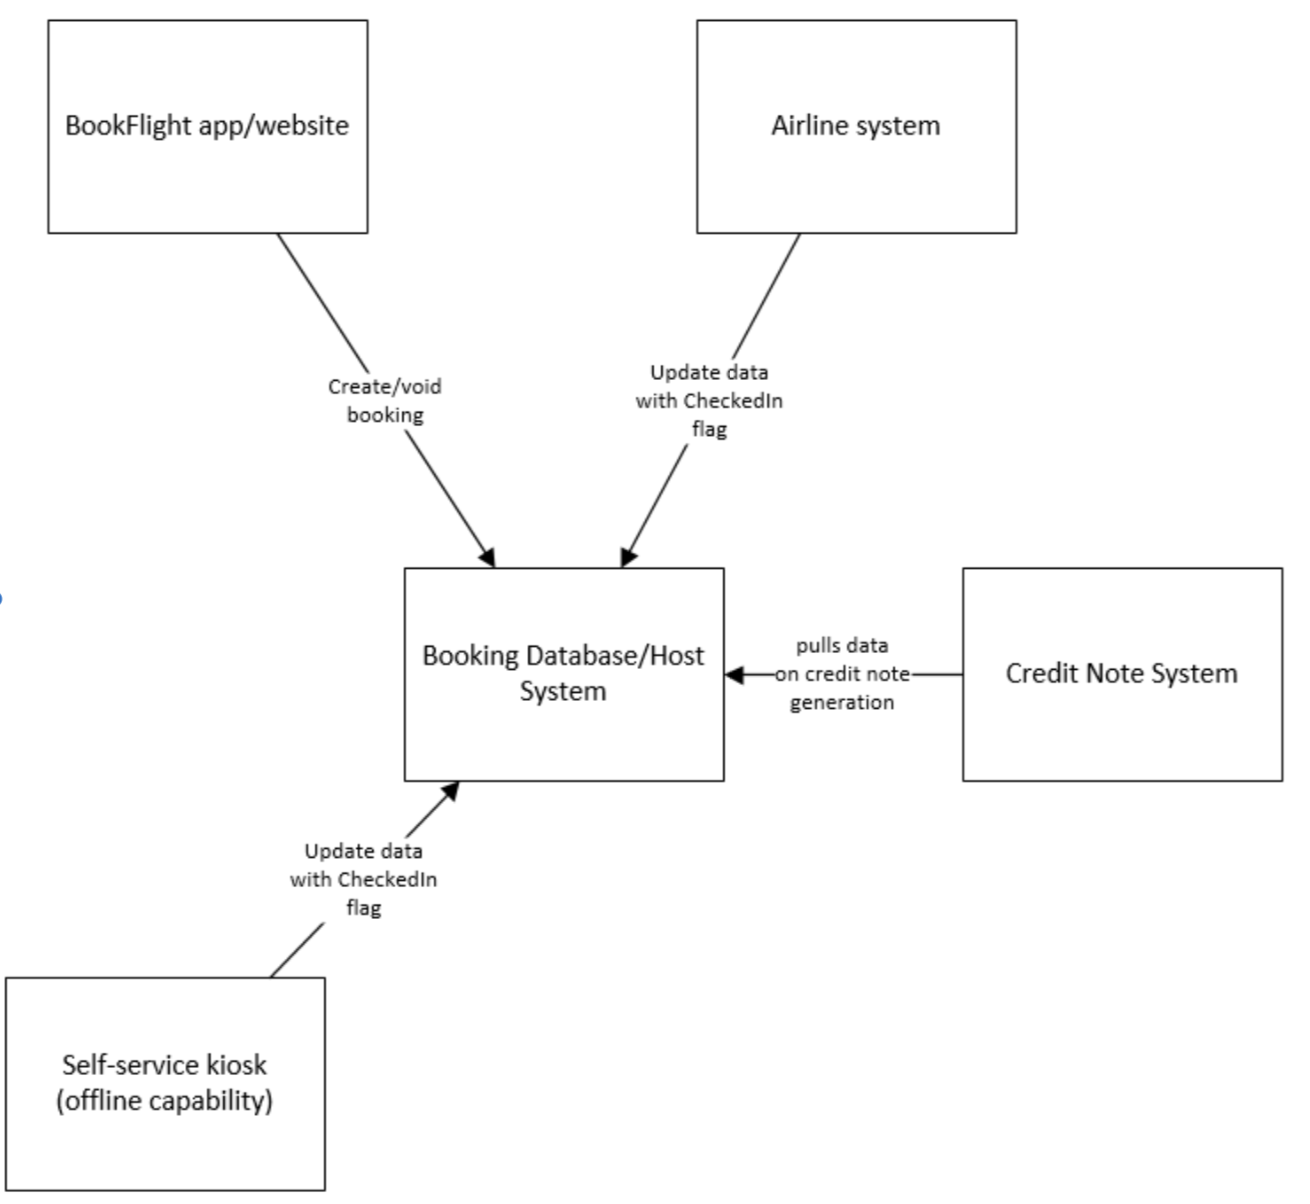 BookFlight app/website
Airline system
Create/void
booking
Update data
with CheckedIn
flag
Booking Database/Host
System
pulls data
on credit note
generation
Credit Note System
Update data
with CheckedIn
flag
Self-service kiosk
(offline capability)